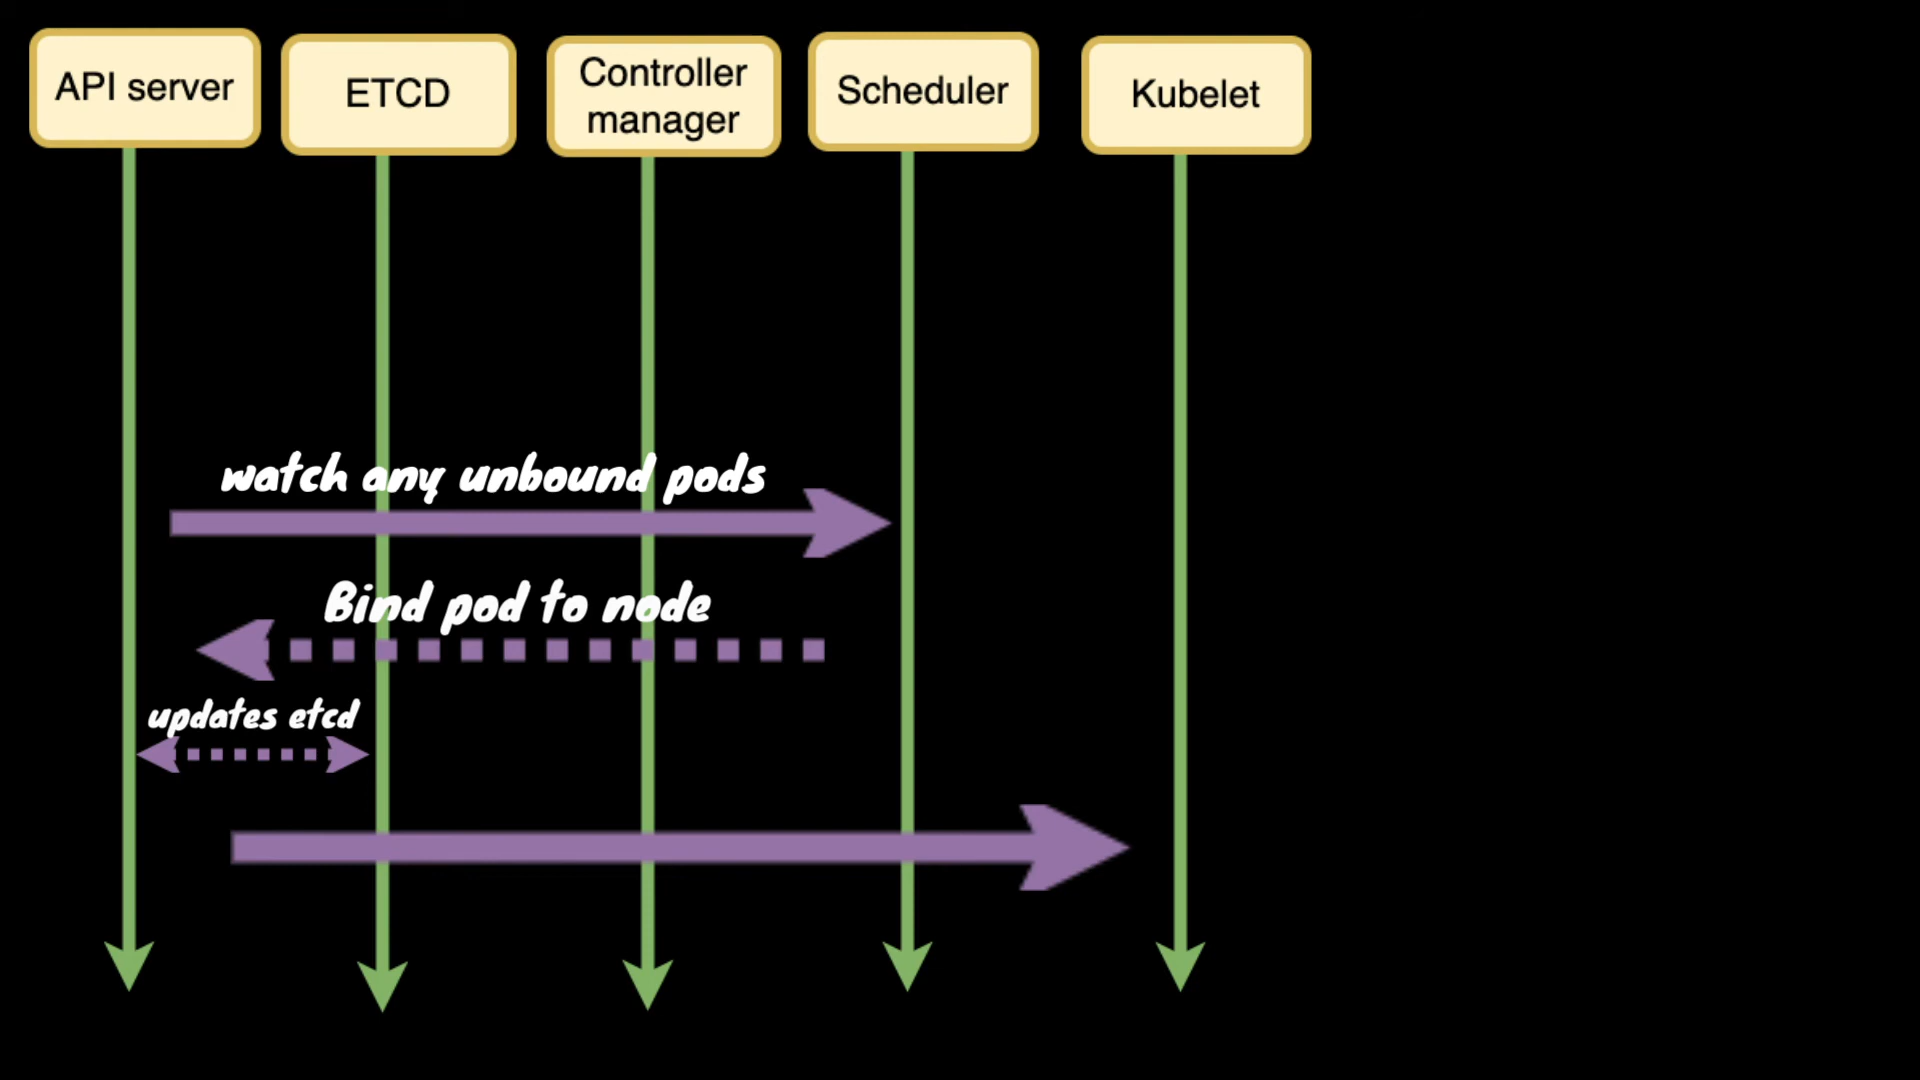 API server
ETCD
Controller
manager
Scheduler
Kubelet
watch any unbound pods
Bind pod to node
updates etcd